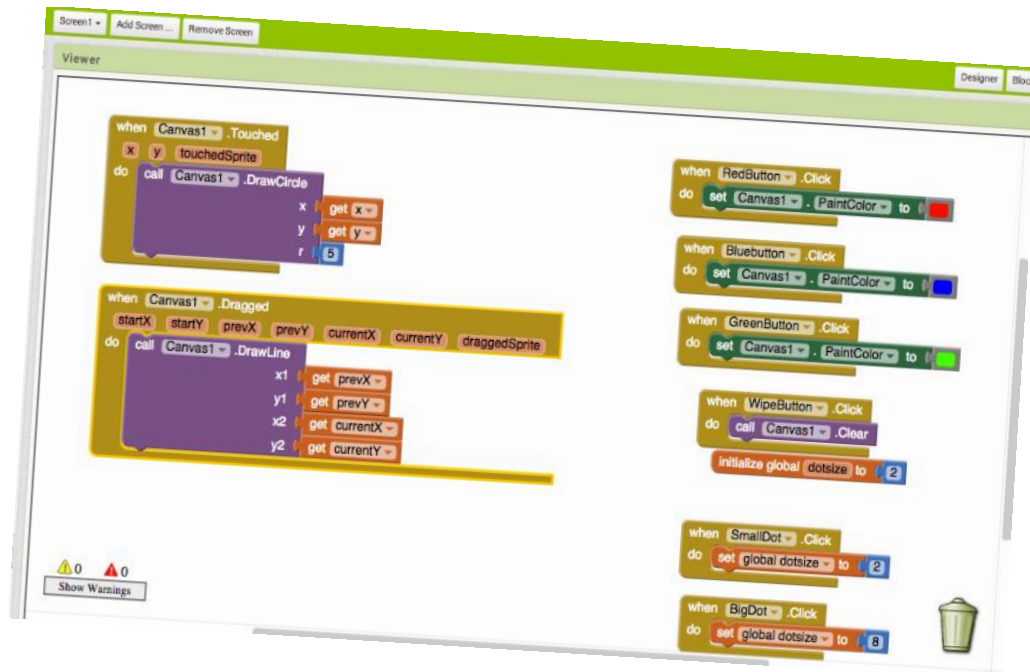 Screen1 Add Screen ... Remove Screen
Viewer
Designer
when Canvas1 .Touched
x y touchedSprite
do call Canvas1 .DrawCircle
x get x
y get y
r 5
when Canvas1 .Dragged
startX startY prevX prevY currentX currentY draggedSprite
do call Canvas1 .DrawLine
x1 get prevX
y1 get prevY
x2 get currentX
y2 get currentY
when RedButton .Click
do set Canvas1 . PaintColor to
when Bluebutton .Click
do set Canvas1 . PaintColor to
when GreenButton .Click
do set Canvas1 . PaintColor to
when WipeButton .Click
do call Canvas1 .Clear
initialize global dotsize to 2
when SmallDot .Click
do set global dotsize to 2
when BigDot .Click
do set global dotsize to 8
0 0
Show Warnings